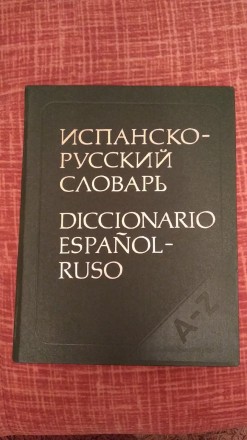 ИСПАНСКО-
РУССКИЙ
СЛОВАРЬ
DICCIONARIO
ESPAÑOL-
RUSO
A-Z